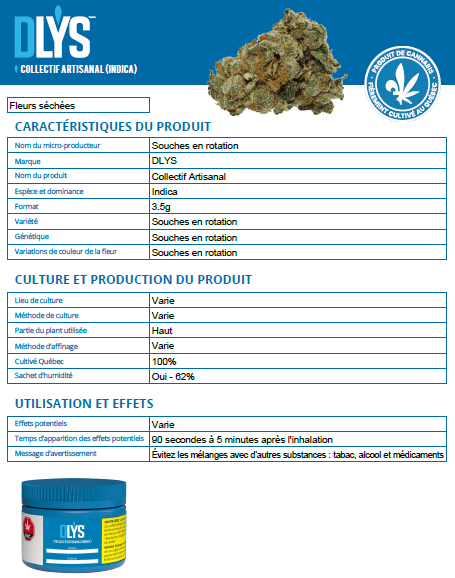 DLYS™
COLLECTIF ARTISANAL (INDICA)
PRODUIT DE CANNABIS
FIÈREMENT CULTIVÉ AU QUÉBEC
Fleurs séchées
CARACTÉRISTIQUES DU PRODUIT
Nom du micro-producteur Souches en rotation
Marque DLYS
Nom du produit Collectif Artisanal
Espèce et dominance Indica
Format 3.5g
Variété Souches en rotation
Génétique Souches en rotation
Variations de couleur de la fleur Souches en rotation
CULTURE ET PRODUCTION DU PRODUIT
Lieu de culture Varie
Méthode de culture Varie
Partie du plant utilisée Haut
Méthode d'affinage Varie
Cultivé Québec 100%
Sachet d'humidité Oui - 62%
UTILISATION ET EFFETS
Effets potentiels Varie
Temps d'apparition des effets potentiels 90 secondes à 5 minutes après l'inhalation
Message d'avertissement Évitez les mélanges avec d'autres substances : tabac, alcool et médicaments
DLYS
COLLECTIF ARTISANAL (INDICA)